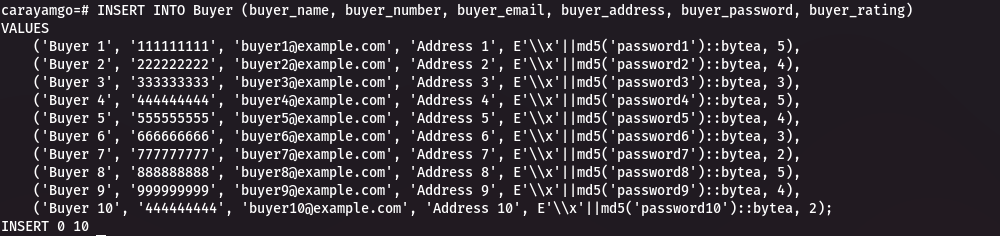 carayamgo=# INSERT INTO Buyer (buyer_name, buyer_number, buyer_email, buyer_address, buyer_password, buyer_rating)
VALUES
    ('Buyer 1', '111111111', 'buyer1@example.com', 'Address 1', E'\\x'||md5('password1')::bytea, 5),
    ('Buyer 2', '222222222', 'buyer2@example.com', 'Address 2', E'\\x'||md5('password2')::bytea, 4),
    ('Buyer 3', '333333333', 'buyer3@example.com', 'Address 3', E'\\x'||md5('password3')::bytea, 3),
    ('Buyer 4', '444444444', 'buyer4@example.com', 'Address 4', E'\\x'||md5('password4')::bytea, 5),
    ('Buyer 5', '555555555', 'buyer5@example.com', 'Address 5', E'\\x'||md5('password5')::bytea, 4),
    ('Buyer 6', '666666666', 'buyer6@example.com', 'Address 6', E'\\x'||md5('password6')::bytea, 3),
    ('Buyer 7', '777777777', 'buyer7@example.com', 'Address 7', E'\\x'||md5('password7')::bytea, 2),
    ('Buyer 8', '888888888', 'buyer8@example.com', 'Address 8', E'\\x'||md5('password8')::bytea, 5),
    ('Buyer 9', '999999999', 'buyer9@example.com', 'Address 9', E'\\x'||md5('password9')::bytea, 4),
    ('Buyer 10', '444444444', 'buyer10@example.com', 'Address 10', E'\\x'||md5('password10')::bytea, 2);
INSERT 0 10